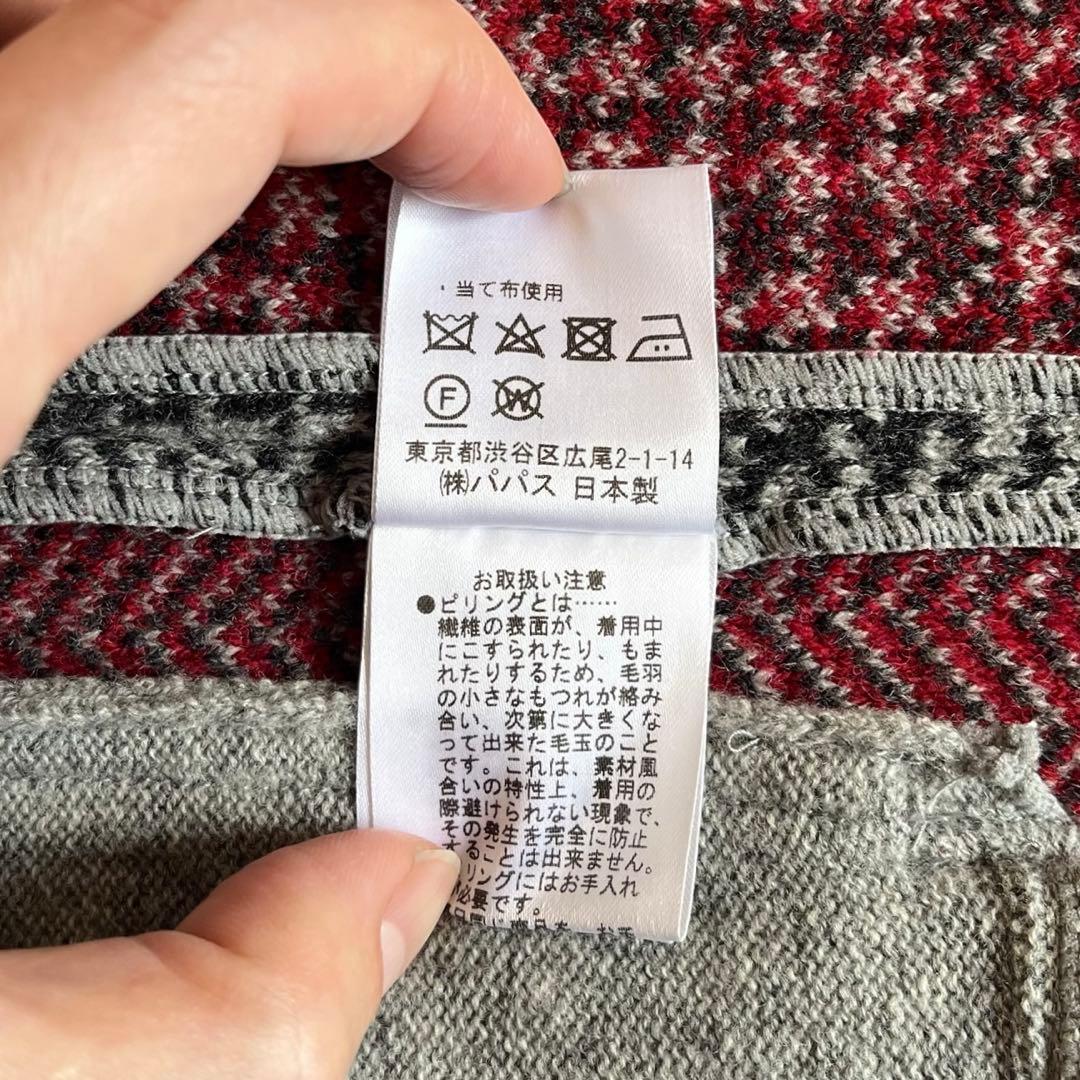 ・当て布使用
F W
東京都渋谷区広尾2-1-14
㈱パパス 日本製
お取扱い注意
●ピリングとは……
繊維の表面が、着用中
にこすられたり、もま
れたりするため、毛羽
の小さなもつれが絡み
合い、次第に大きくな
って出来た毛玉のこと
です。これは、素材風
合いの特性上、着用の
際避けられない現象で、
その発生を完全に防止
することは出来ません。
リングにはお手入れ
必要です。